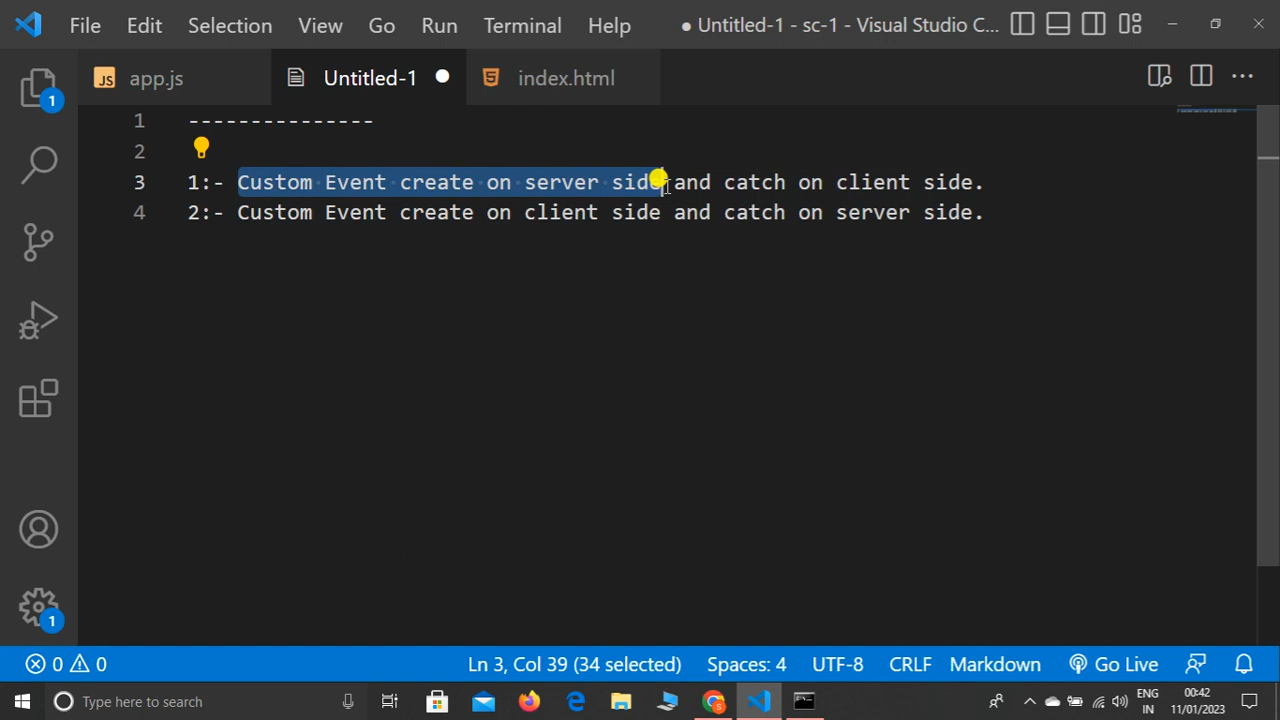 File Edit Selection View Go Run Terminal Help ● Untitled-1 - sc-1 - Visual Studio C...
JS app.js Untitled-1 ● 5 index.html ...
1 ---------------
2
3 1:- Custom Event create on server side and catch on client side.
4 2:- Custom Event create on client side and catch on server side.
1
1
0 0 Ln 3, Col 39 (34 selected) Spaces: 4 UTF-8 CRLF Markdown Go Live
Type here to search ENG 00:42
IN 11/01/2023